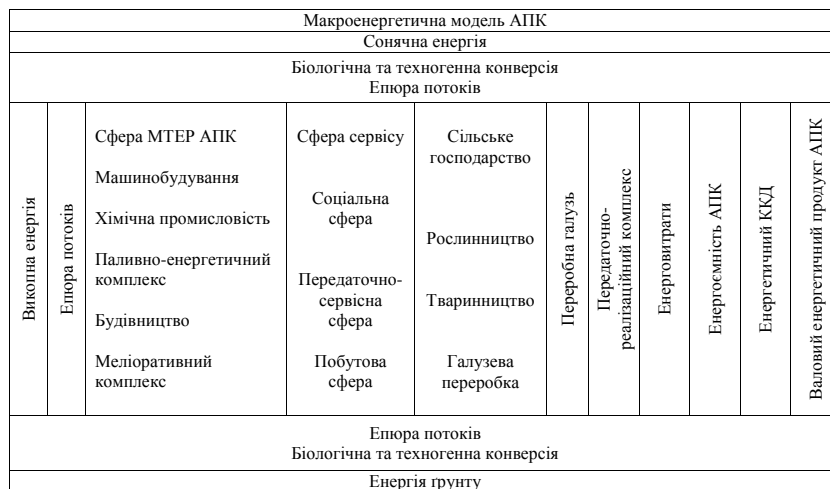 Макроенергетична модель АПК
Сонячна енергія
Біологічна та техногенна конверсія
Епюра потоків
Викопна енергія
Епюра потоків
Сфера МТЕР АПК
Машинобудування
Хімічна промисловість
Паливно-енергетичний
комплекс
Будівництво
Меліоративний
комплекс
Сфера сервісу
Соціальна
сфера
Передаточно-
сервісна
сфера
Побутова
сфера
Сільське
господарство
Рослинництво
Тваринництво
Галузева
переробка
Переробна галузь
Передаточно-
реалізаційний комплекс
Енерговитрати
Енергоємність АПК
Енергетичний ККД
Валовий енергетичний продукт АПК
Епюра потоків
Біологічна та техногенна конверсія
Енергія ґрунту